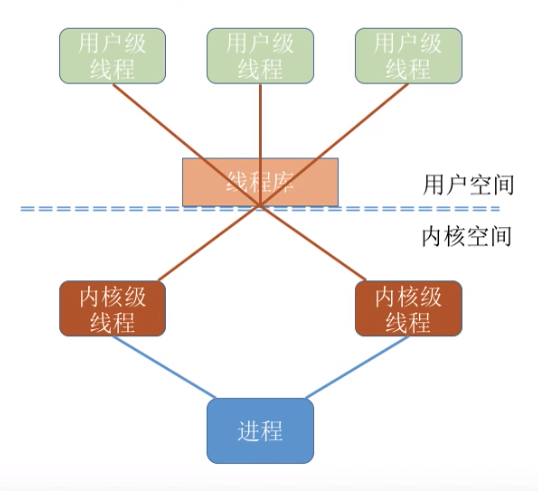 用户级
线程
用户级
线程
用户级
线程
线程库
用户空间
内核空间
内核级
线程
内核级
线程
进程